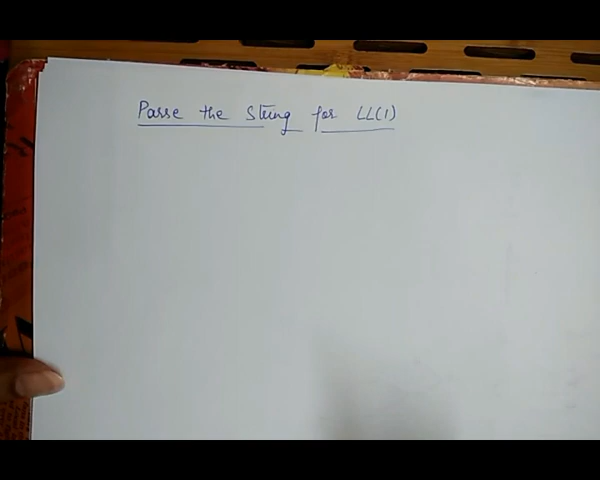 Parse the String for LL(1)